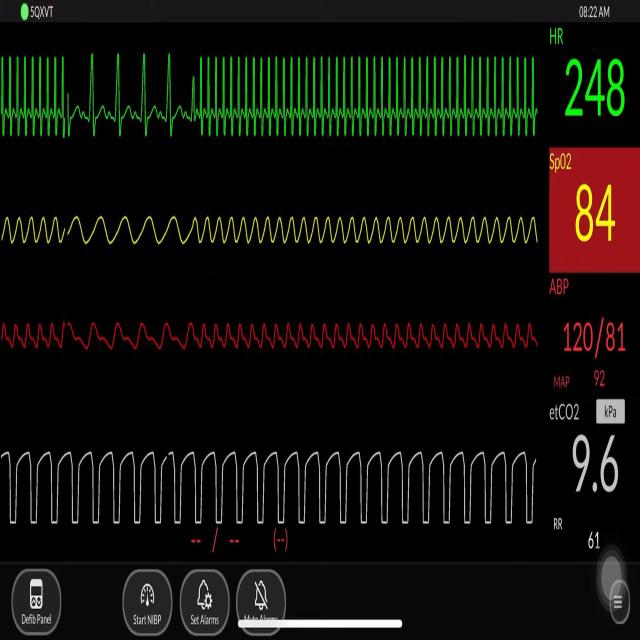 5QXVT
08:22 AM
HR
248
SpO2
84
ABP
120/81
MAP 92
etCO2 kPa
9.6
RR
61
-- / -- (--)
Defib Panel
Start NIBP
Set Alarms
Mute Alarms